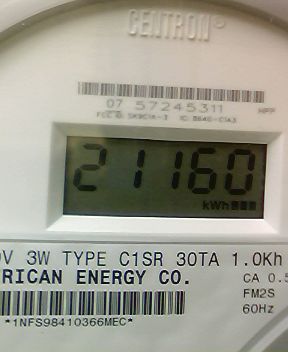 CENTRON®
07 57245311
21160
kWh
V 3W TYPE C1SR 30TA 1.0Kh
RICAN ENERGY CO.
CA 0.5
FM2S
60Hz
*1NFS98410366MEC*